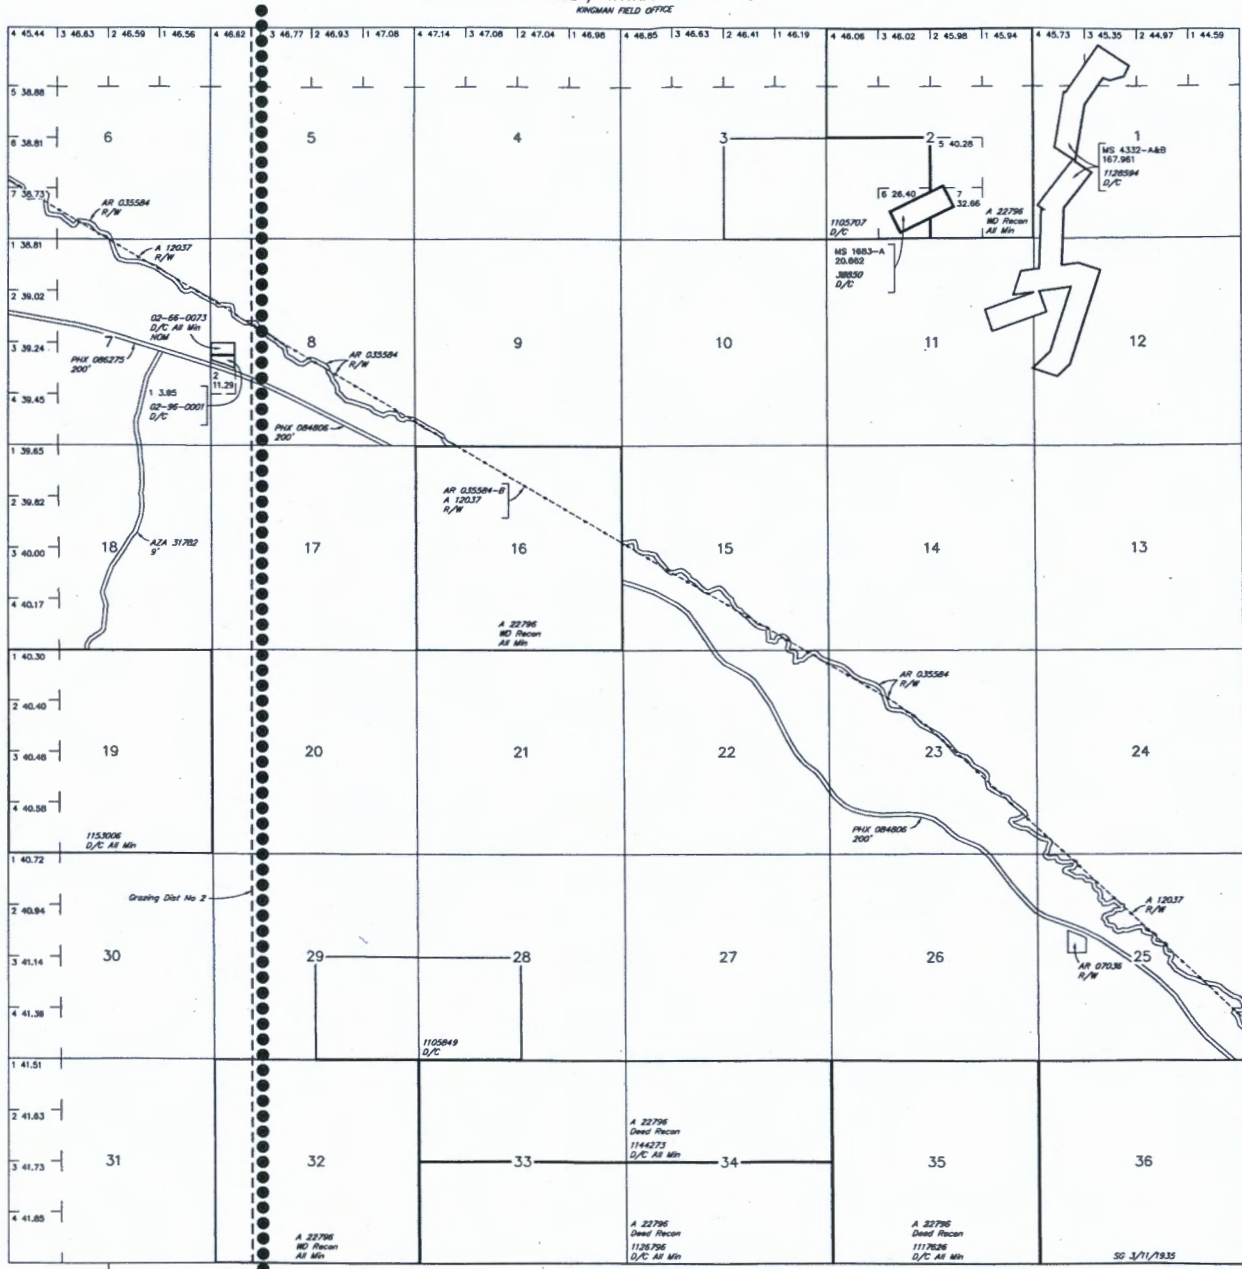 KINGMAN FIELD OFFICE
4 45.44 3 46.63 2 46.59 1 46.56 4 46.62 3 46.77 2 46.93 1 47.08 4 47.14 3 47.08 2 47.04 1 46.98 4 46.85 3 46.63 2 46.41 1 46.19 4 46.06 3 46.02 2 45.98 1 45.94 4 45.73 3 45.35 2 44.97 1 44.59
5 38.88
6 38.81
7 38.73
6
5
4
3
2
1
5 40.28
6 26.40
7
32.66
MS 4332-A&B
167.961
1128594
D/C
AR 035584
R/W
A 12037
R/W
1105707
D/C
A 22796
WD Recon
All Min
MS 1683-A
20.662
38850
D/C
1 38.81
2 39.02
3 39.24
4 39.45
02-66-0073
D/C All Min
NOM
7
8
9
10
11
12
PHX 086275
200'
2
11.29
1 3.85
02-96-0001
D/C
AR 035584
R/W
PHX 084806
200'
1 39.65
2 39.82
3 40.00
4 40.17
AR 035584-B
A 12037
R/W
18
17
16
15
14
13
AZA 31782
9'
A 22796
WD Recon
All Min
1 40.30
2 40.40
3 40.48
4 40.58
AR 035584
R/W
19
20
21
22
23
24
1153006
D/C All Min
PHX 084806
200'
1 40.72
2 40.94
3 41.14
4 41.38
Grazing Dist No 2
A 12037
R/W
30
29
28
27
26
25
AR 07036
R/W
1105849
D/C
1 41.51
2 41.63
3 41.73
4 41.85
A 22796
Deed Recon
1144273
D/C All Min
31
32
33
34
35
36
A 22796
WD Recon
All Min
A 22796
Deed Recon
1126796
D/C All Min
A 22796
Deed Recon
1117626
D/C All Min
SG 3/11/1935